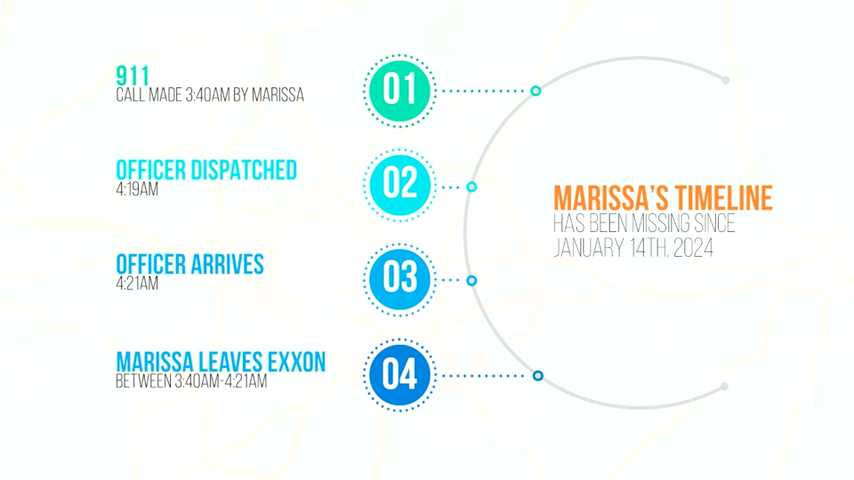 911
CALL MADE 3:40AM BY MARISSA
01
OFFICER DISPATCHED
4:19AM
02
OFFICER ARRIVES
4:21AM
03
MARISSA LEAVES EXXON
BETWEEN 3:40AM-4:21AM
04
MARISSA'S TIMELINE
HAS BEEN MISSING SINCE
JANUARY 14TH, 2024